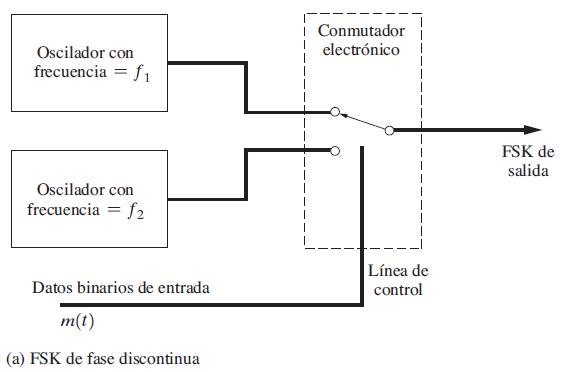 Oscilador con
frecuencia = f1
Conmutador
electrónico
FSK de
salida
Oscilador con
frecuencia = f2
Línea de
control
Datos binarios de entrada
m(t)
(a) FSK de fase discontinua